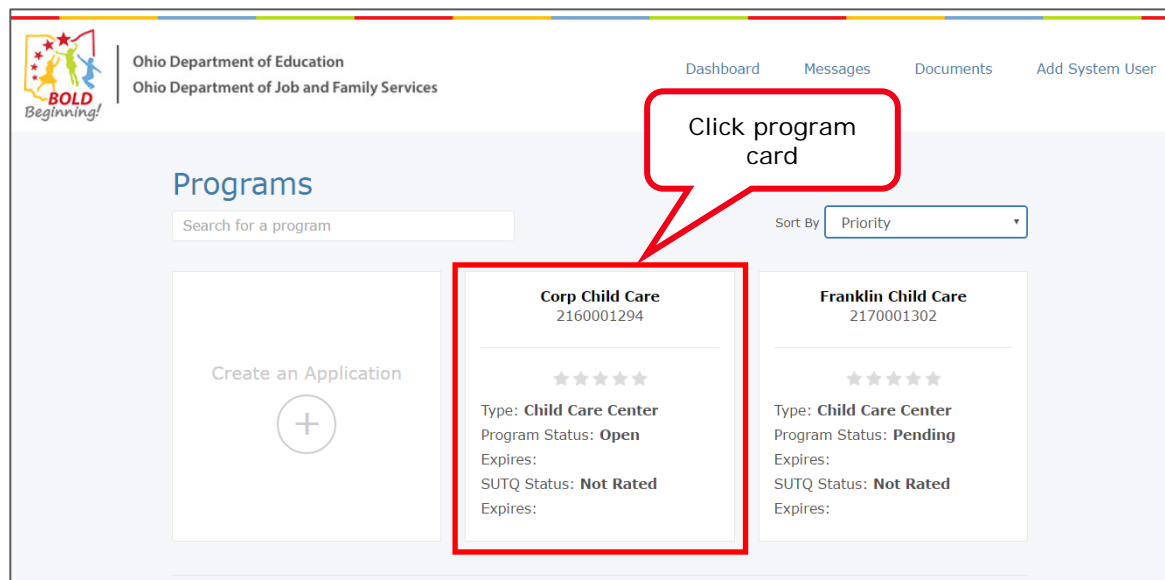 BOLD
Beginning!
Ohio Department of Education
Ohio Department of Job and Family Services
Dashboard Messages Documents Add System User
Click program
card
Programs
Search for a program
Sort By Priority
Create an Application
Corp Child Care
2160001294
Type: Child Care Center
Program Status: Open
Expires:
SUTQ Status: Not Rated
Expires:
Franklin Child Care
2170001302
Type: Child Care Center
Program Status: Pending
Expires:
SUTQ Status: Not Rated
Expires: